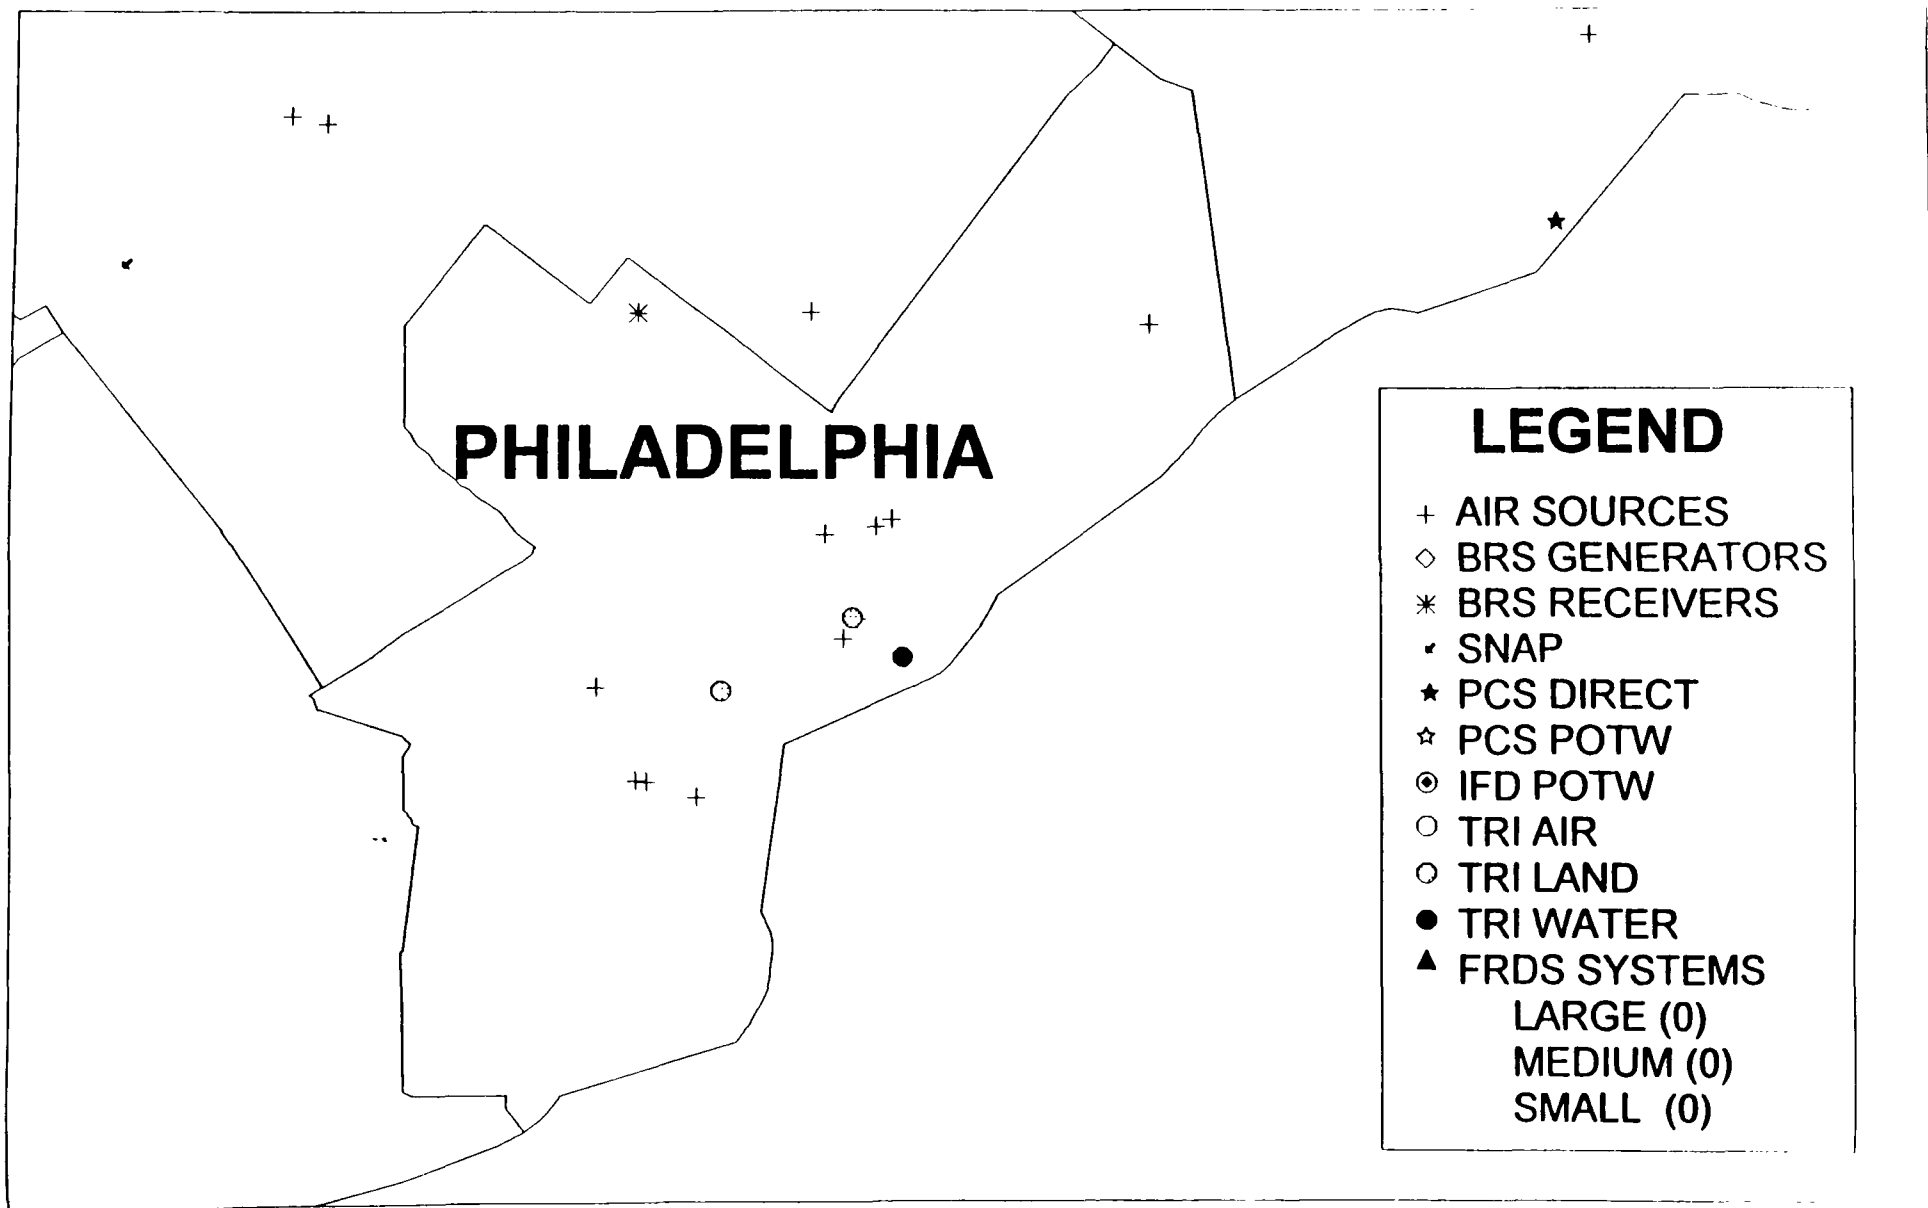 PHILADELPHIA
LEGEND
AIR SOURCES
BRS GENERATORS
BRS RECEIVERS
SNAP
PCS DIRECT
PCS POTW
IFD POTW
TRI AIR
TRI LAND
TRI WATER
FRDS SYSTEMS
LARGE (0)
MEDIUM (0)
SMALL (0)